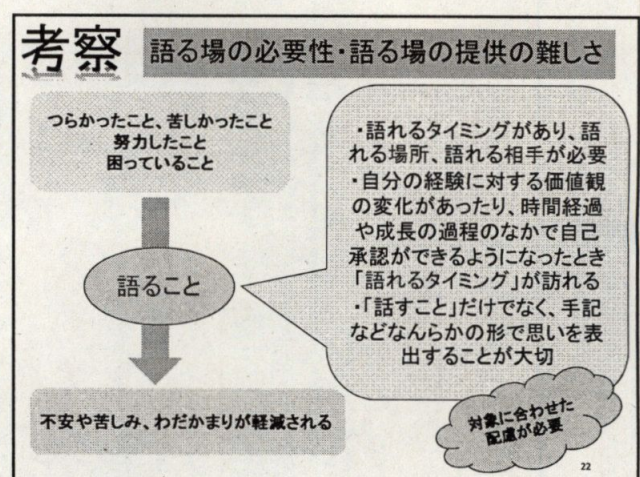 考察 語る場の必要性・語る場の提供の難しさ
つらかったこと、苦しかったこと
努力したこと
困っていること
語ること
不安や苦しみ、わだかまりが軽減される
・語れるタイミングがあり、語
れる場所、語れる相手が必要
・自分の経験に対する価値観
の変化があったり、時間経過
や成長の過程のなかで自己
承認ができるようになったとき
「語れるタイミング」が訪れる
・「話すこと」だけでなく、手記
などなんらかの形で思いを表
出することが大切
対象に合わせた
配慮が必要
22